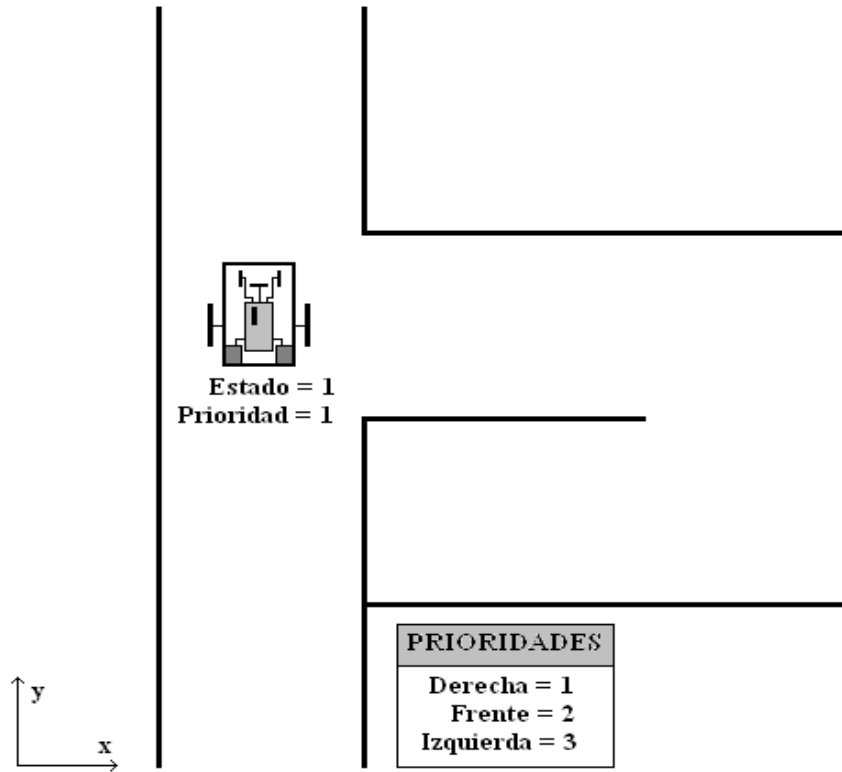 Estado = 1
Prioridad = 1
PRIORIDADES
Derecha = 1
Frente = 2
Izquierda = 3
y
x